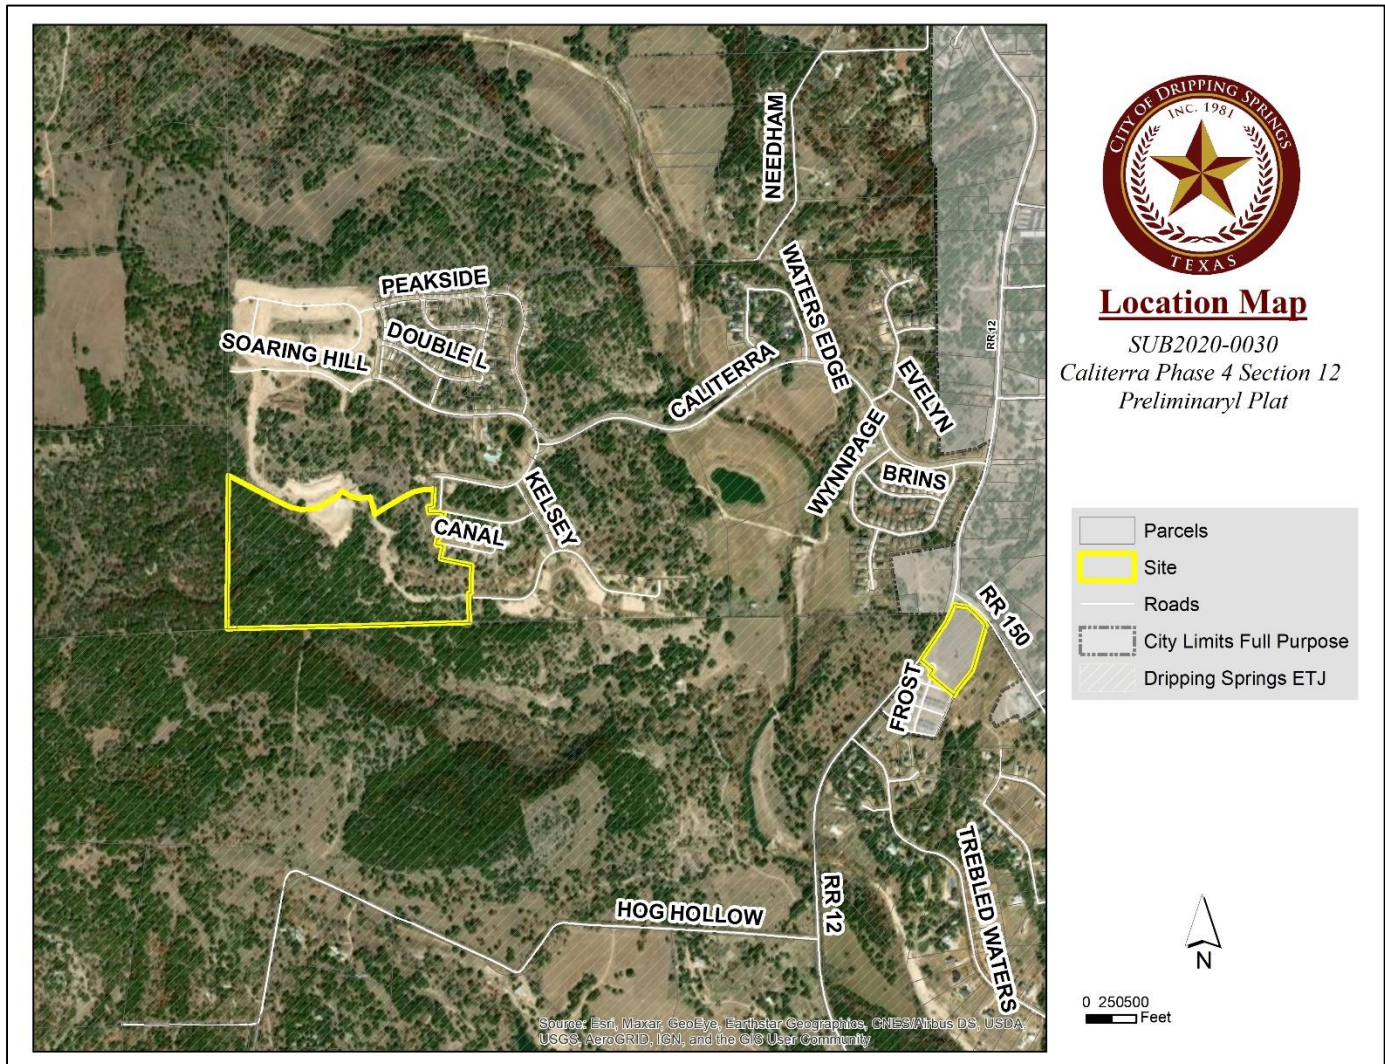 NEEDHAM
PEAKSIDE
WATERS EDGE
RR 12
SOARING HILL
DOUBLE L
CALITERRA
EVELYN
WYNNPAGE
BRINS
KELSEY
CANAL
RR 150
FROST
TREBLED WATERS
RR 12
HOG HOLLOW
Source: Esri, Maxar, GeoEye, Earthstar Geographics, CNES/Airbus DS, USDA,
USGS, AeroGRID, IGN, and the GIS User Community
CITY OF DRIPPING SPRINGS
INC. 1981
TEXAS
Location Map
SUB2020-0030
Caliterra Phase 4 Section 12
Preliminaryl Plat
Parcels
Site
Roads
City Limits Full Purpose
Dripping Springs ETJ
N
0 250500
Feet